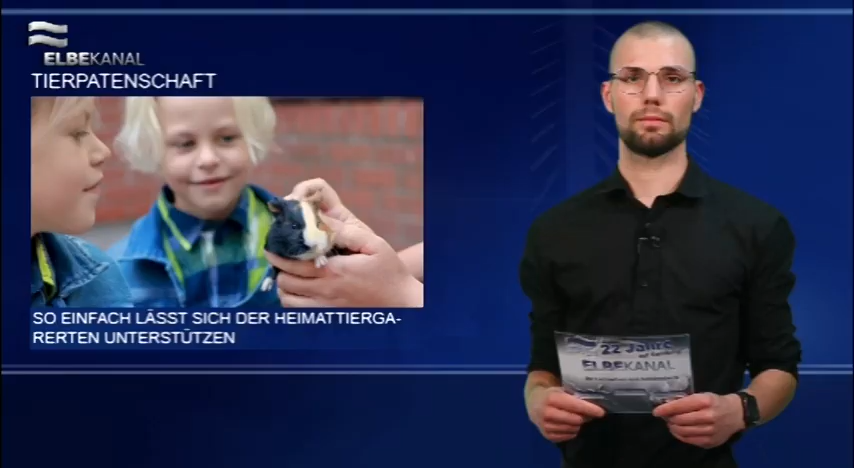 ELBEKANAL
TIERPATENSCHAFT
SO EINFACH LÄSST SICH DER HEIMATTIERGA-
RERTEN UNTERSTÜTZEN
22 Jahre
ELBEKANAL